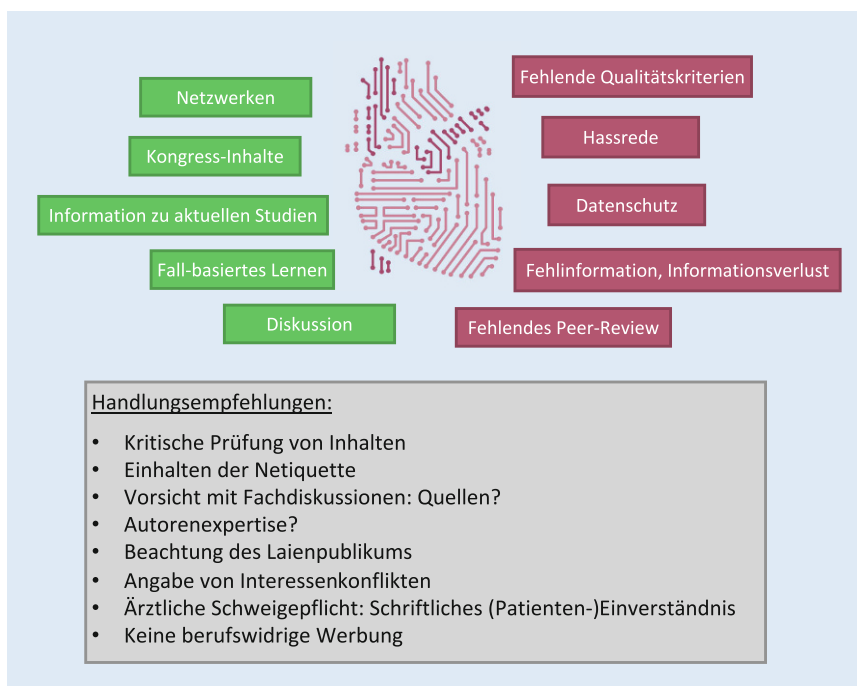 Netzwerken
Kongress-Inhalte
Information zu aktuellen Studien
Fall-basiertes Lernen
Diskussion
Fehlende Qualitätskriterien
Hassrede
Datenschutz
Fehlinformation, Informationsverlust
Fehlendes Peer-Review
Handlungsempfehlungen:
• Kritische Prüfung von Inhalten
• Einhalten der Netiquette
• Vorsicht mit Fachdiskussionen: Quellen?
• Autorenexpertise?
• Beachtung des Laienpublikums
• Angabe von Interessenkonflikten
• Ärztliche Schweigepflicht: Schriftliches (Patienten-)Einverständnis
• Keine berufswidrige Werbung